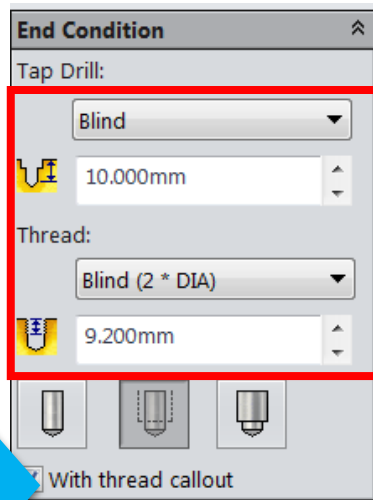 End Condition
Tap Drill:
Blind
10.000mm
Thread:
Blind (2 * DIA)
9.200mm
With thread callout